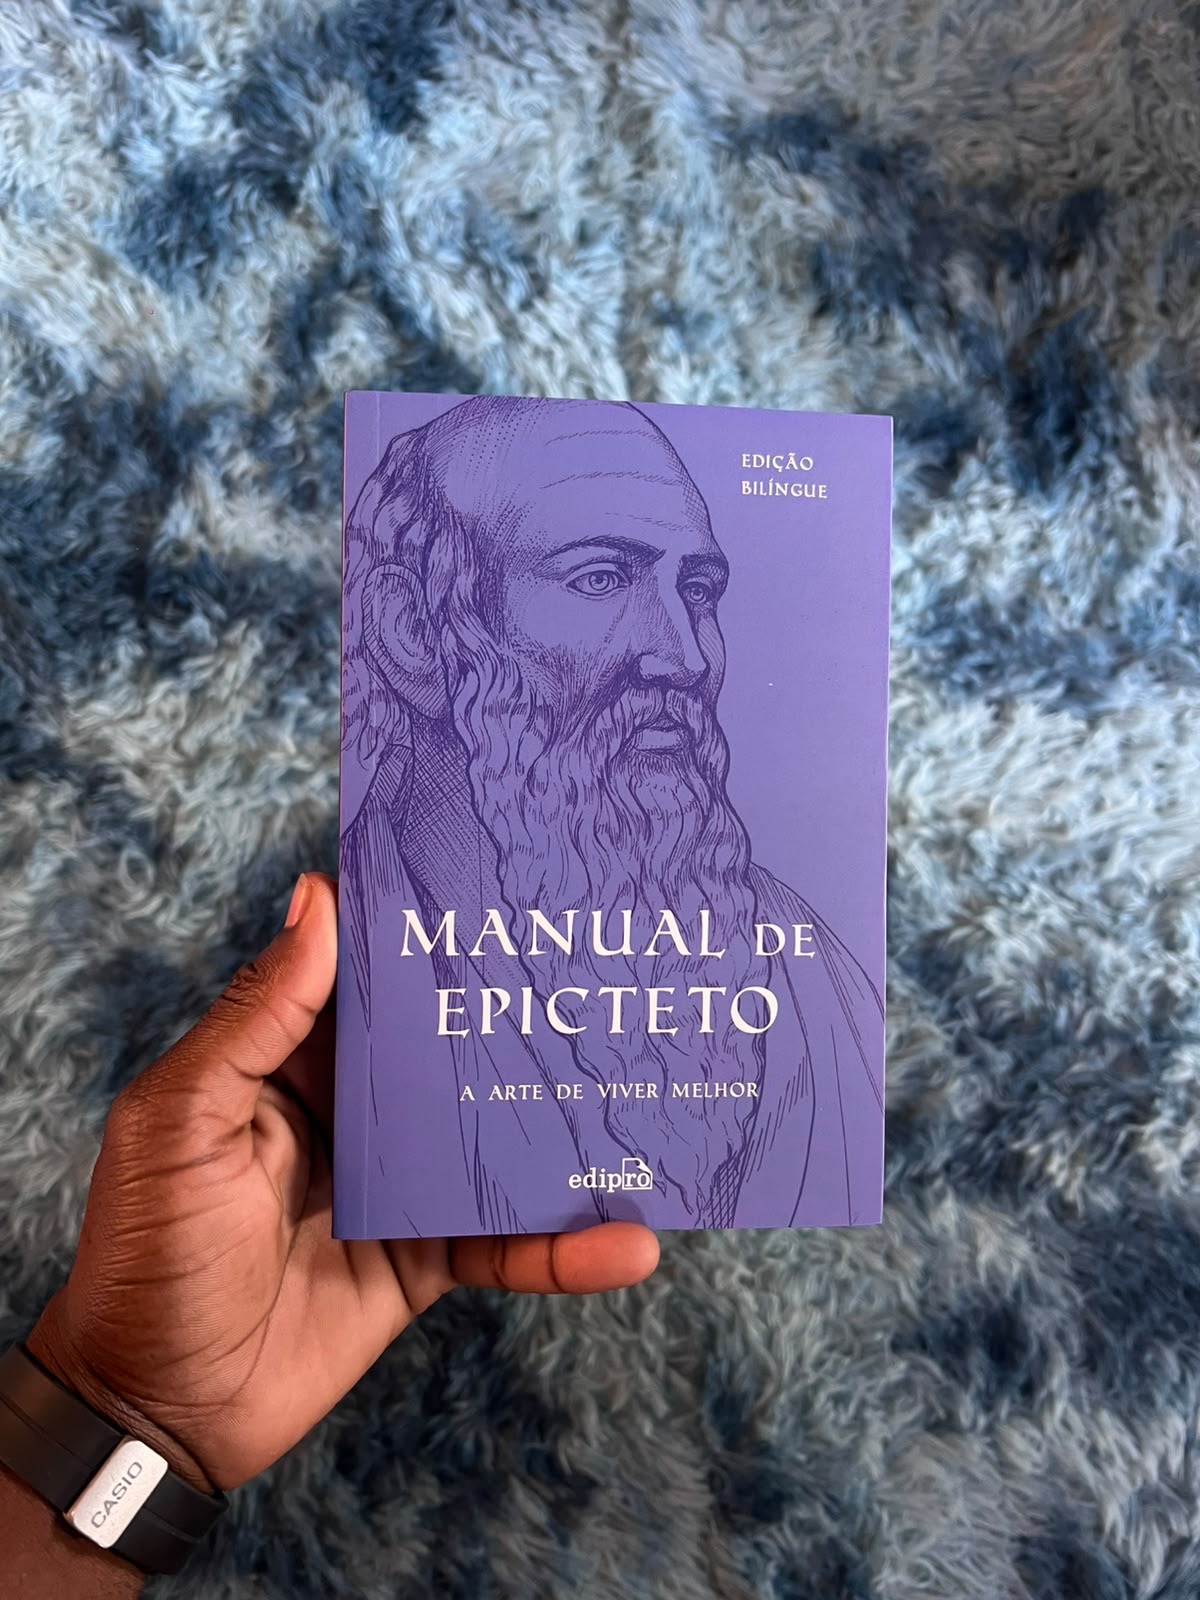 EDIÇÃO
BILÍNGUE
MANUAL DE
EPICTETO
A ARTE DE VIVER MELHOR
edipro
CASIO